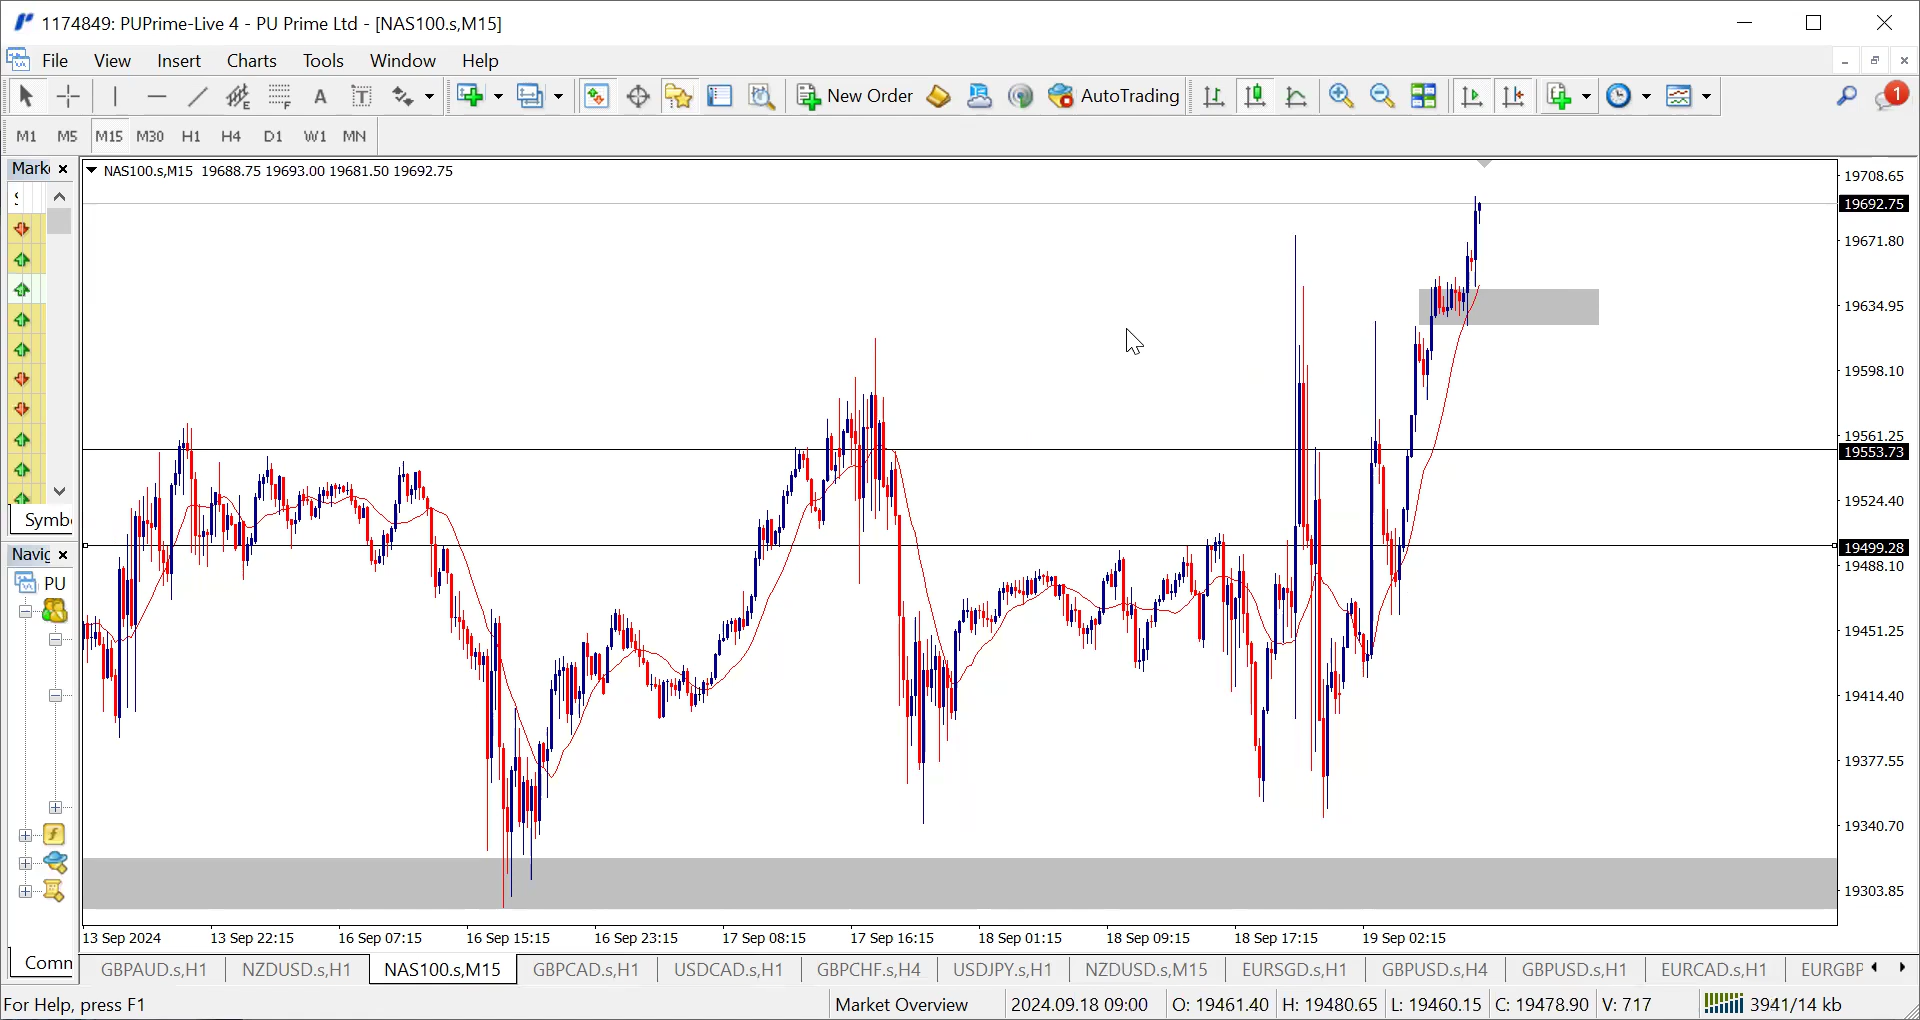 1174849: PUPrime-Live 4 - PU Prime Ltd - [NAS100.s,M15]
File View Insert Charts Tools Window Help
New Order AutoTrading 1
M1 M5 M15 M30 H1 H4 D1 W1 MN
Mark
NAS100.s,M15 19688.75 19693.00 19681.50 19692.75
19708.65
19692.75
19671.80
19634.95
19598.10
19561.25
19553.73
19524.40
19499.28
19488.10
19451.25
19414.40
19377.55
19340.70
19303.85
Symb
Navig
PU
Comn
13 Sep 2024 13 Sep 22:15 16 Sep 07:15 16 Sep 15:15 16 Sep 23:15 17 Sep 08:15 17 Sep 16:15 18 Sep 01:15 18 Sep 09:15 18 Sep 17:15 19 Sep 02:15
GBPAUD.s,H1 NZDUSD.s,H1 NAS100.s,M15 GBPCAD.s,H1 USDCAD.s,H1 GBPCHF.s,H4 USDJPY.s,H1 NZDUSD.s,M15 EURSGD.s,H1 GBPUSD.s,H4 GBPUSD.s,H1 EURCAD.s,H1 EURGBP
For Help, press F1 Market Overview 2024.09.18 09:00 O: 19461.40 H: 19480.65 L: 19460.15 C: 19478.90 V: 717 3941/14 kb